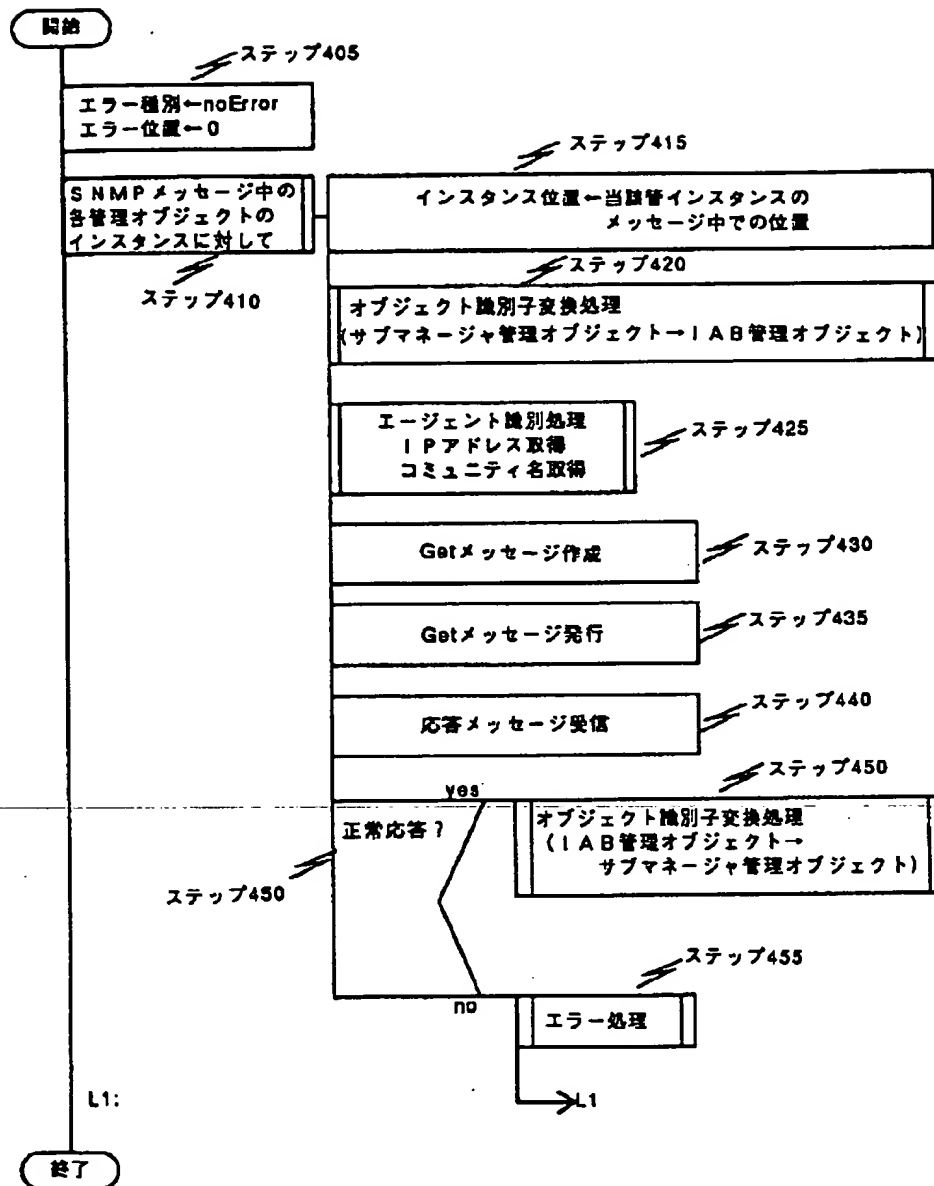 開始
ステップ405
エラー種別←noError
エラー位置←0
ステップ415
SNMPメッセージ中の
各管理オブジェクトの
インスタンスに対して
インスタンス位置←当該管インスタンスの
メッセージ中での位置
ステップ410
ステップ420
オブジェクト識別子変換処理
(サブマネージャ管理オブジェクト→IAB管理オブジェクト)
エージェント識別処理
IPアドレス取得
コミュニティ名取得
ステップ425
Getメッセージ作成
ステップ430
Getメッセージ発行
ステップ435
応答メッセージ受信
ステップ440
ステップ450
yes
正常応答?
オブジェクト識別子変換処理
(IAB管理オブジェクト→
サブマネージャ管理オブジェクト)
ステップ450
ステップ455
no
エラー処理
L1:
L1
終了